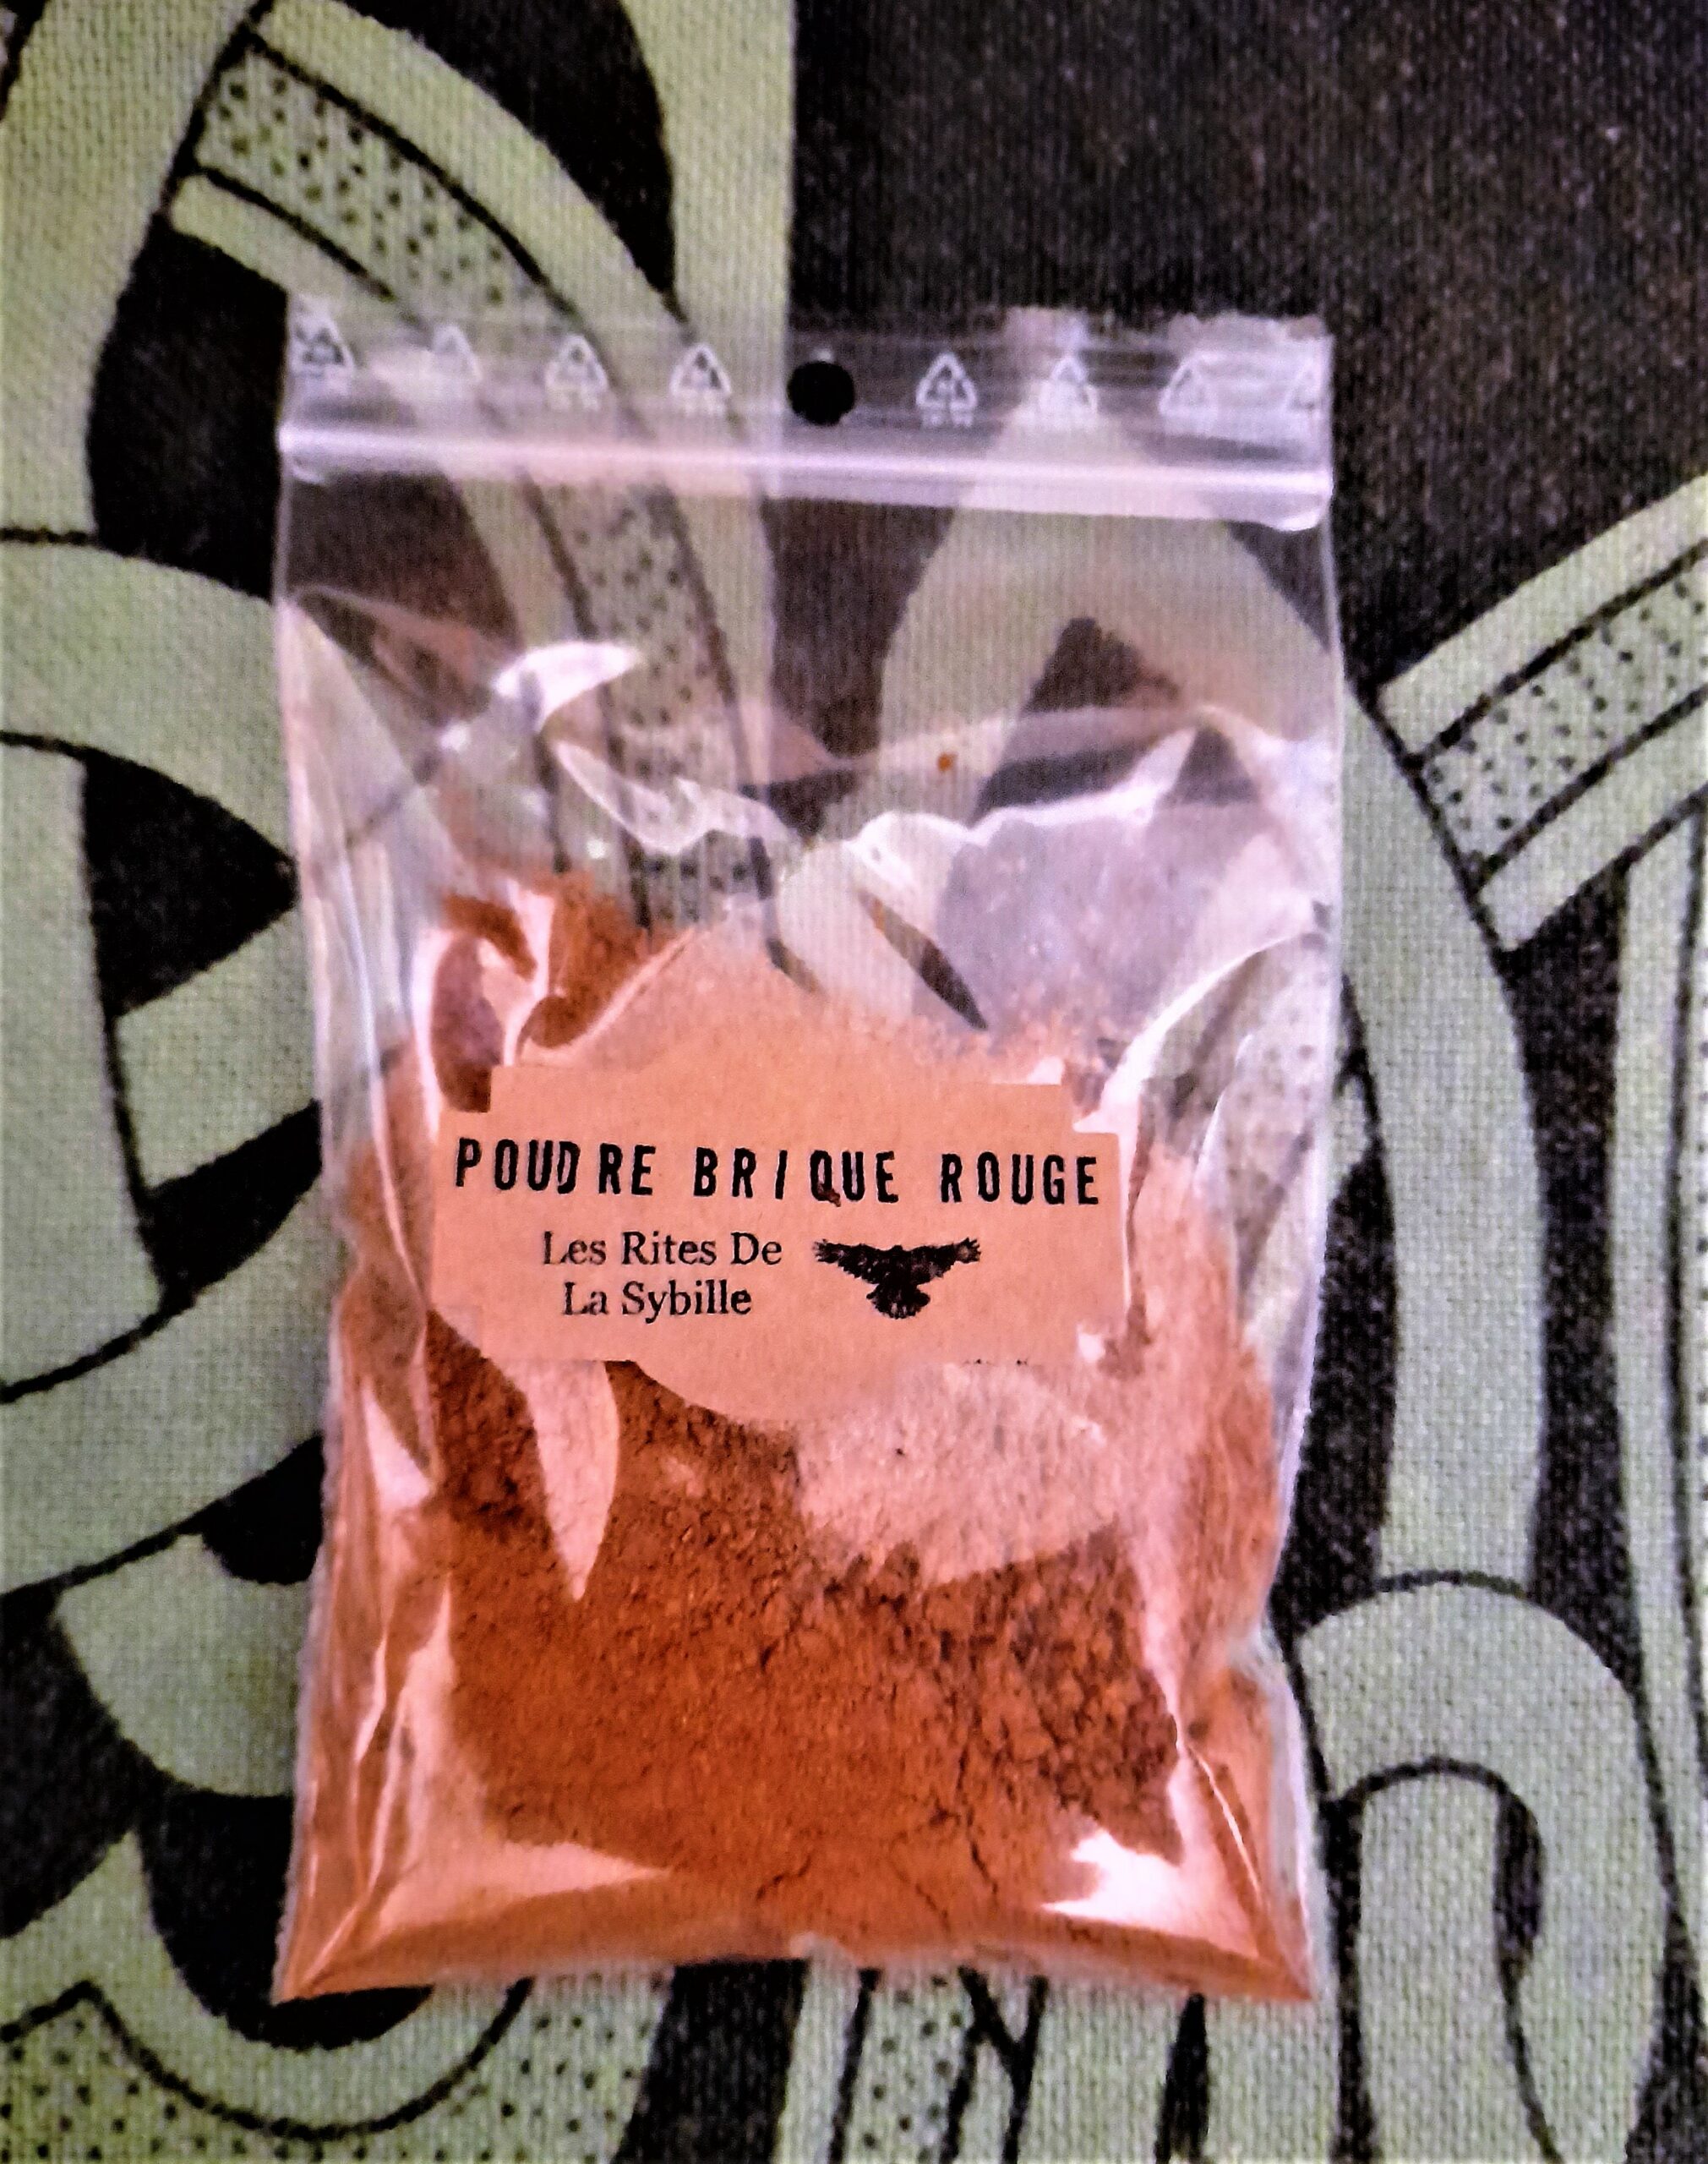 POUDRE BRIQUE ROUGE
Les Rites De
La Sybille